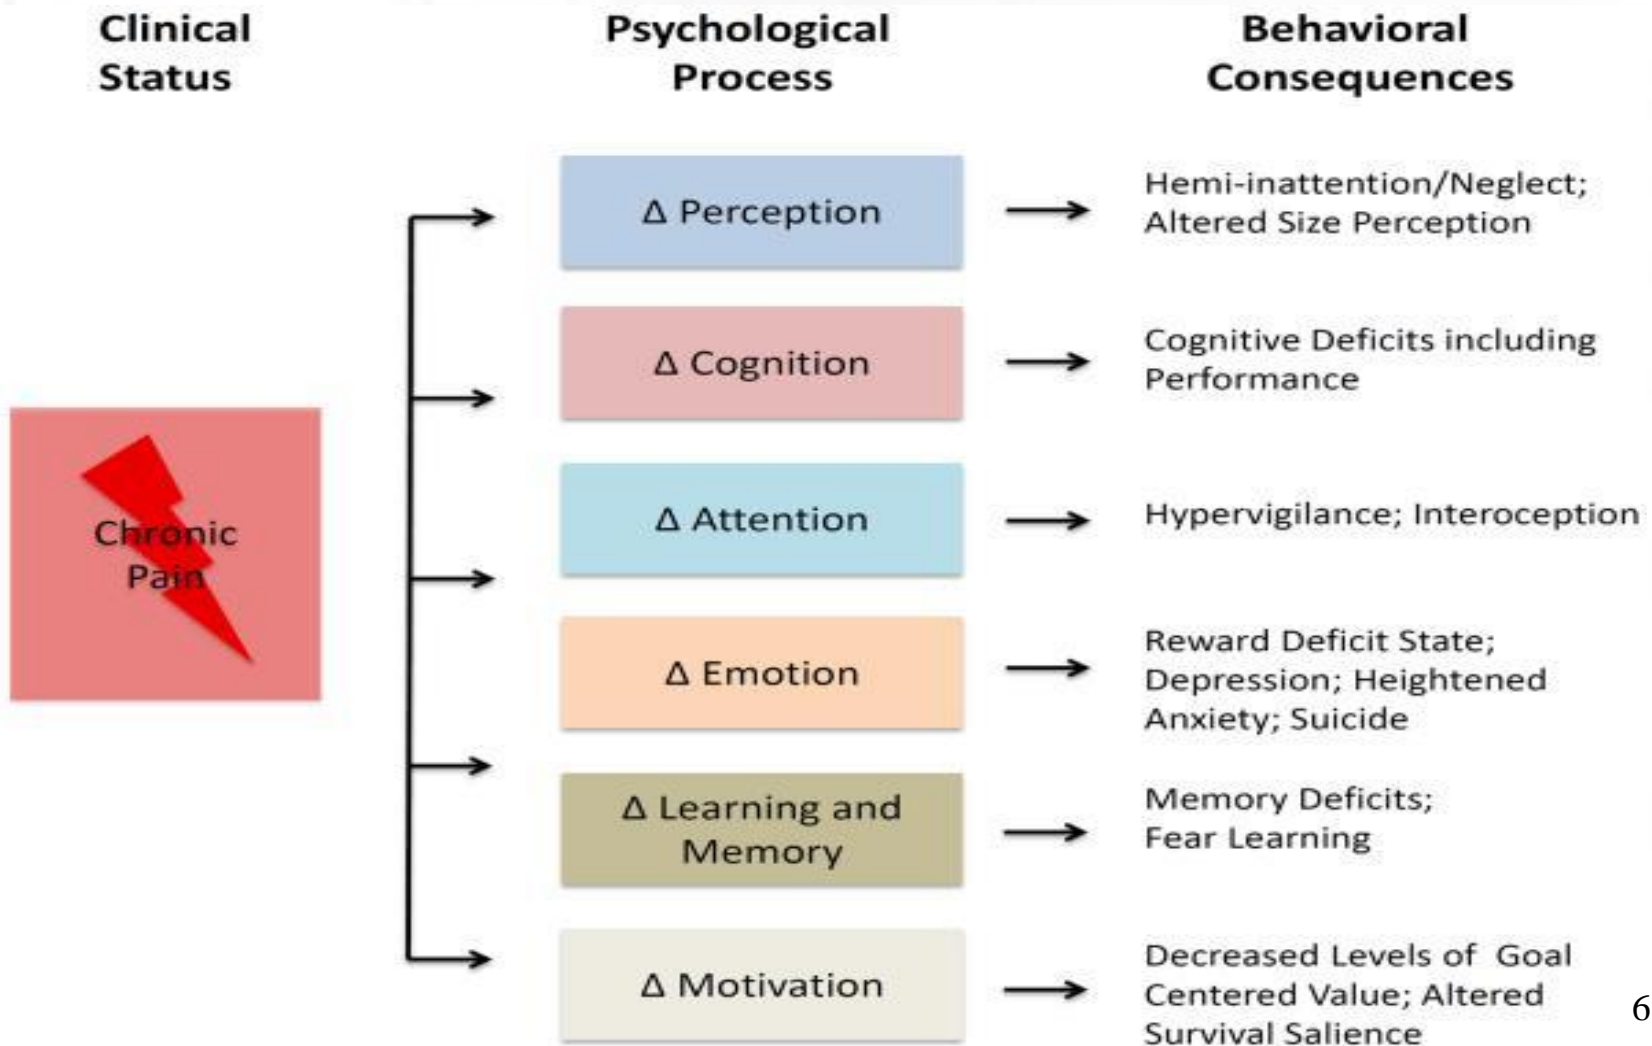 Clinical
Status
Psychological
Process
Behavioral
Consequences
Chronic
Pain
Δ Perception
Hemi-inattention/Neglect;
Altered Size Perception
Δ Cognition
Cognitive Deficits including
Performance
Δ Attention
Hypervigilance; Interoception
Δ Emotion
Reward Deficit State;
Depression; Heightened
Anxiety; Suicide
Δ Learning and
Memory
Memory Deficits;
Fear Learning
Δ Motivation
Decreased Levels of Goal
Centered Value; Altered
Survival Salience
6